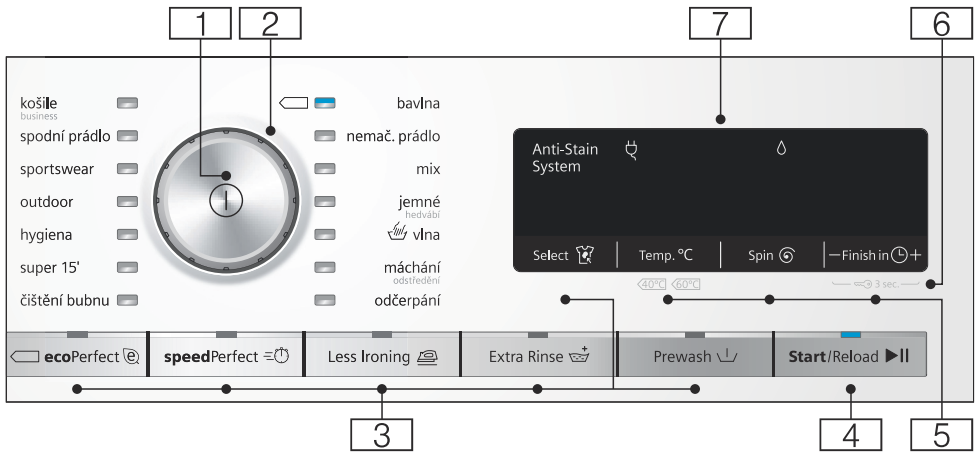 1
2
7
6
košile
business
spodní prádlo
sportswear
outdoor
hygiena
super 15'
čištění bubnu
bavlna
nemač. prádlo
mix
jemné
hedvábí
vlna
máchání
odstředění
odčerpání
Anti-Stain
System
Select
Temp. °C
Spin
–Finish in +
40°C 60°C
3 sec.
ecoPerfect
speedPerfect
Less Ironing
Extra Rinse
Prewash
Start/Reload
3
4
5